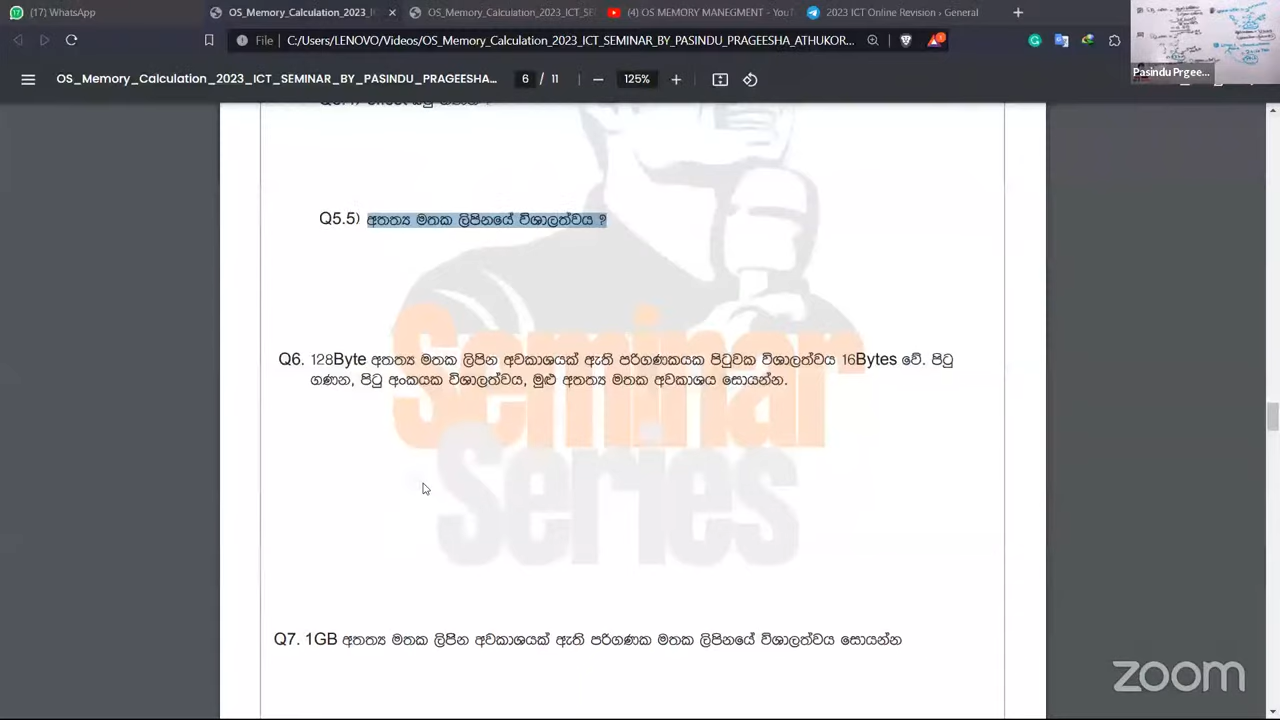 (17) WhatsApp
OS_Memory_Calculation_2023_I
OS_Memory_Calculation_2023_ICT_SE
(4) OS MEMORY MANEGMENT - YouT
2023 ICT Online Revision › General
File
C:/Users/LENOVO/Videos/OS_Memory_Calculation_2023_ICT_SEMINAR_BY_PASINDU_PRAGEESHA_ATHUKOR...
OS_Memory_Calculation_2023_ICT_SEMINAR_BY_PASINDU_PRAGEESHA...
6 / 11
125%
Pasindu Prgee...
Q5.5) අතත්‍ය මතක ලිපිනයේ විශාලත්වය ?
Q6. 128Byte අතත්‍ය මතක ලිපින අවකාශයක් ඇති පරිගණකයක පිටුවක විශාලත්වය 16Bytes වේ. පිටු
ගණන, පිටු අංකයක විශාලත්වය, මුළු අතත්‍ය මතක අවකාශය සොයන්න.
Seminar
Series
Q7. 1GB අතත්‍ය මතක ලිපින අවකාශයක් ඇති පරිගණක මතක ලිපිනයේ විශාලත්වය සොයන්න
zoom